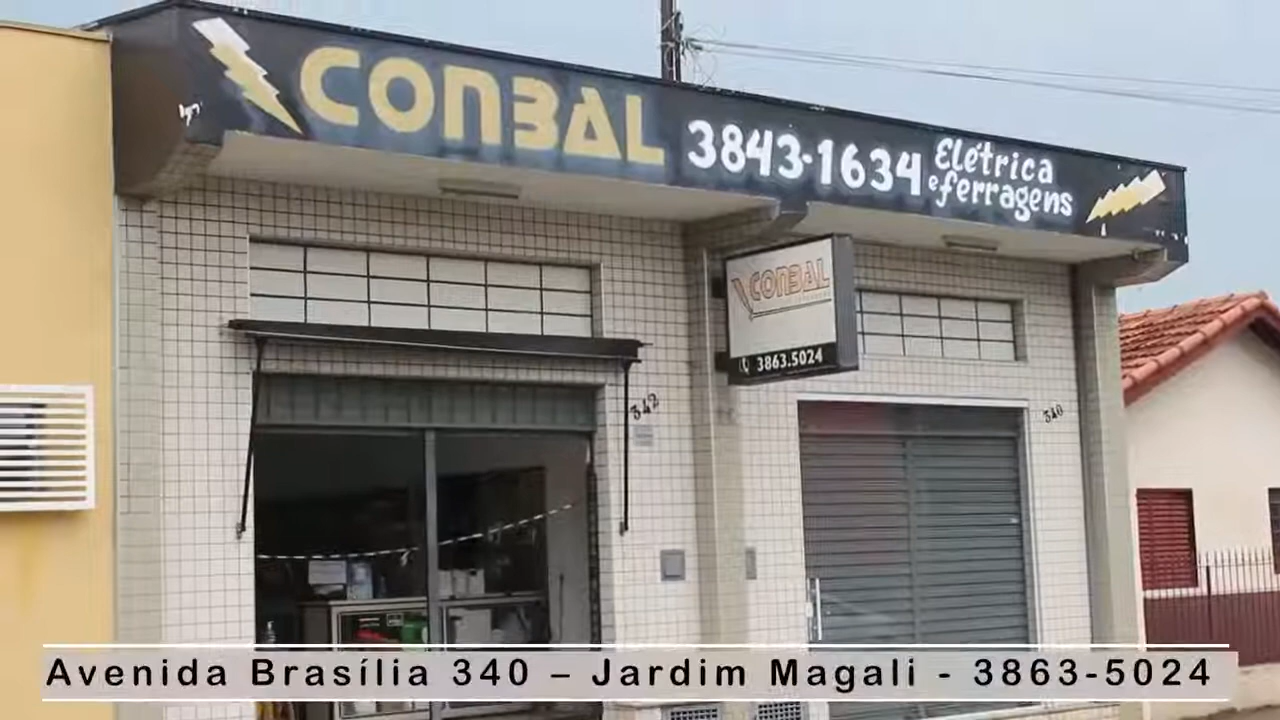 CONBAL
3843-1634
Elétrica
e ferragens
CONBAL
3863.5024
342
340
Avenida Brasília 340 – Jardim Magali - 3863-5024